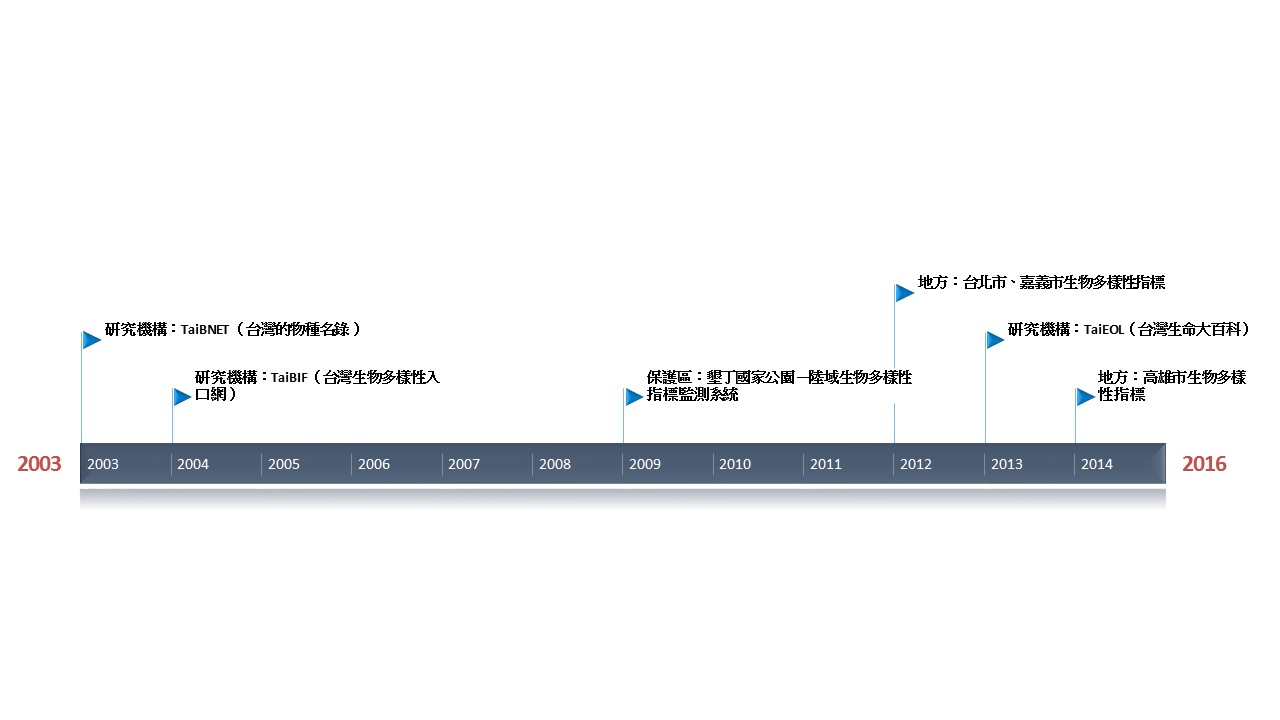 地方：台北市、嘉義市生物多樣性指標
研究機構：TaiBNET（台灣的物種名錄）
研究機構：TaiEOL（台灣生命大百科）
研究機構：TaiBIF（台灣生物多樣性入
口網）
保護區：墾丁國家公園－陸域生物多樣性
指標監測系統
地方：高雄市生物多樣
性指標
2003 2003 2004 2005 2006 2007 2008 2009 2010 2011 2012 2013 2014 2016